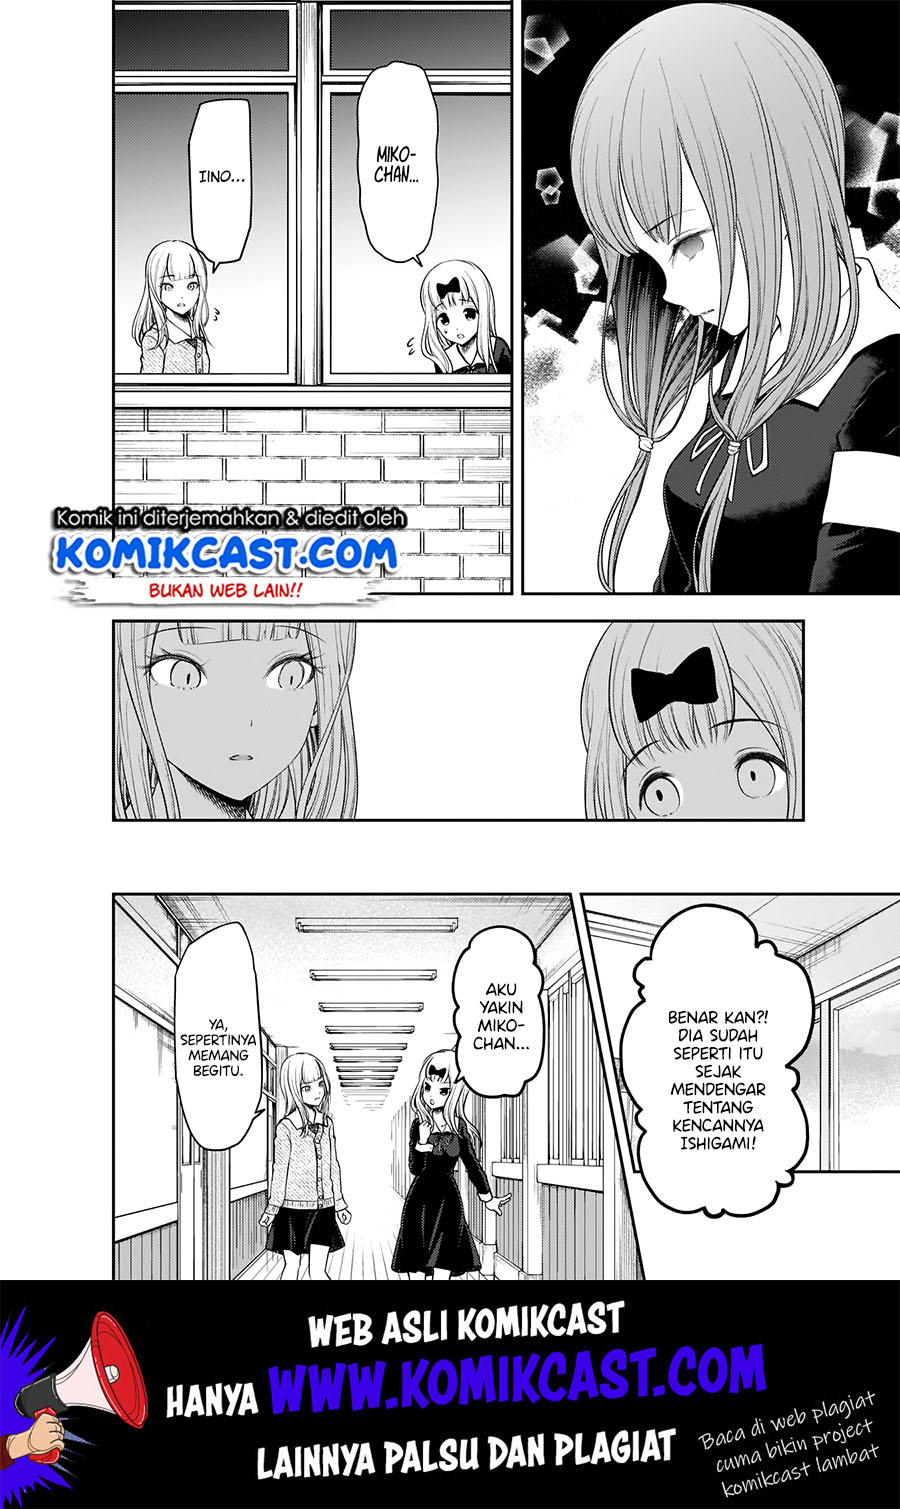 MIKO-
CHAN...
IINO...
Komik ini diterjemahkan & diedit oleh
KOMIKCAST.COM
BUKAN WEB LAIN!!
BENAR KAN?!
DIA SUDAH
SEPERTI ITU
SEJAK
MENDENGAR
TENTANG
KENCANNYA
ISHIGAMI!
AKU
YAKIN
MIKO-
CHAN...
YA,
SEPERTINYA
MEMANG
BEGITU.
WEB ASLI KOMIKCAST
HANYA WWW.KOMIKCAST.COM
LAINNYA PALSU DAN PLAGIAT
Baca di web plagiat
cuma bikin project
komikcast lambat